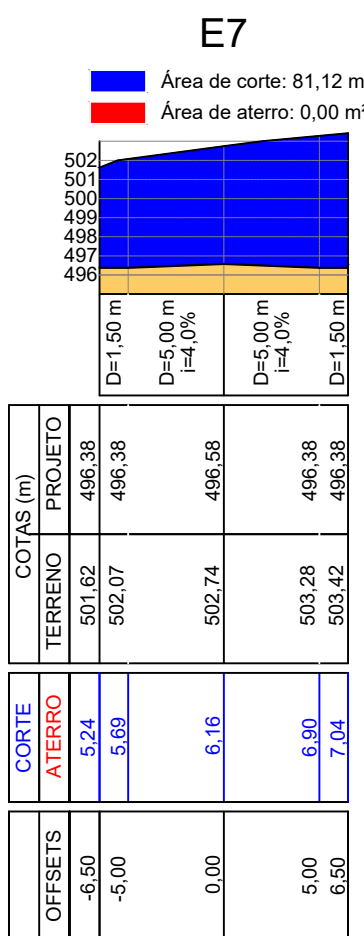 E7
Área de corte: 81,12 m
Área de aterro: 0,00 m²
502
501
500
499
498
497
496
D=1,50 m
D=5,00 m
i=4,0%
D=5,00 m
i=4,0%
D=1,50 m
COTAS (m)
PROJETO
496,38
496,38
496,58
496,38
496,38
TERRENO
501,62
502,07
502,74
503,28
503,42
CORTE
ATERRO
5,24
5,69
6,16
6,90
7,04
OFFSETS
-6,50
-5,00
0,00
5,00
6,50